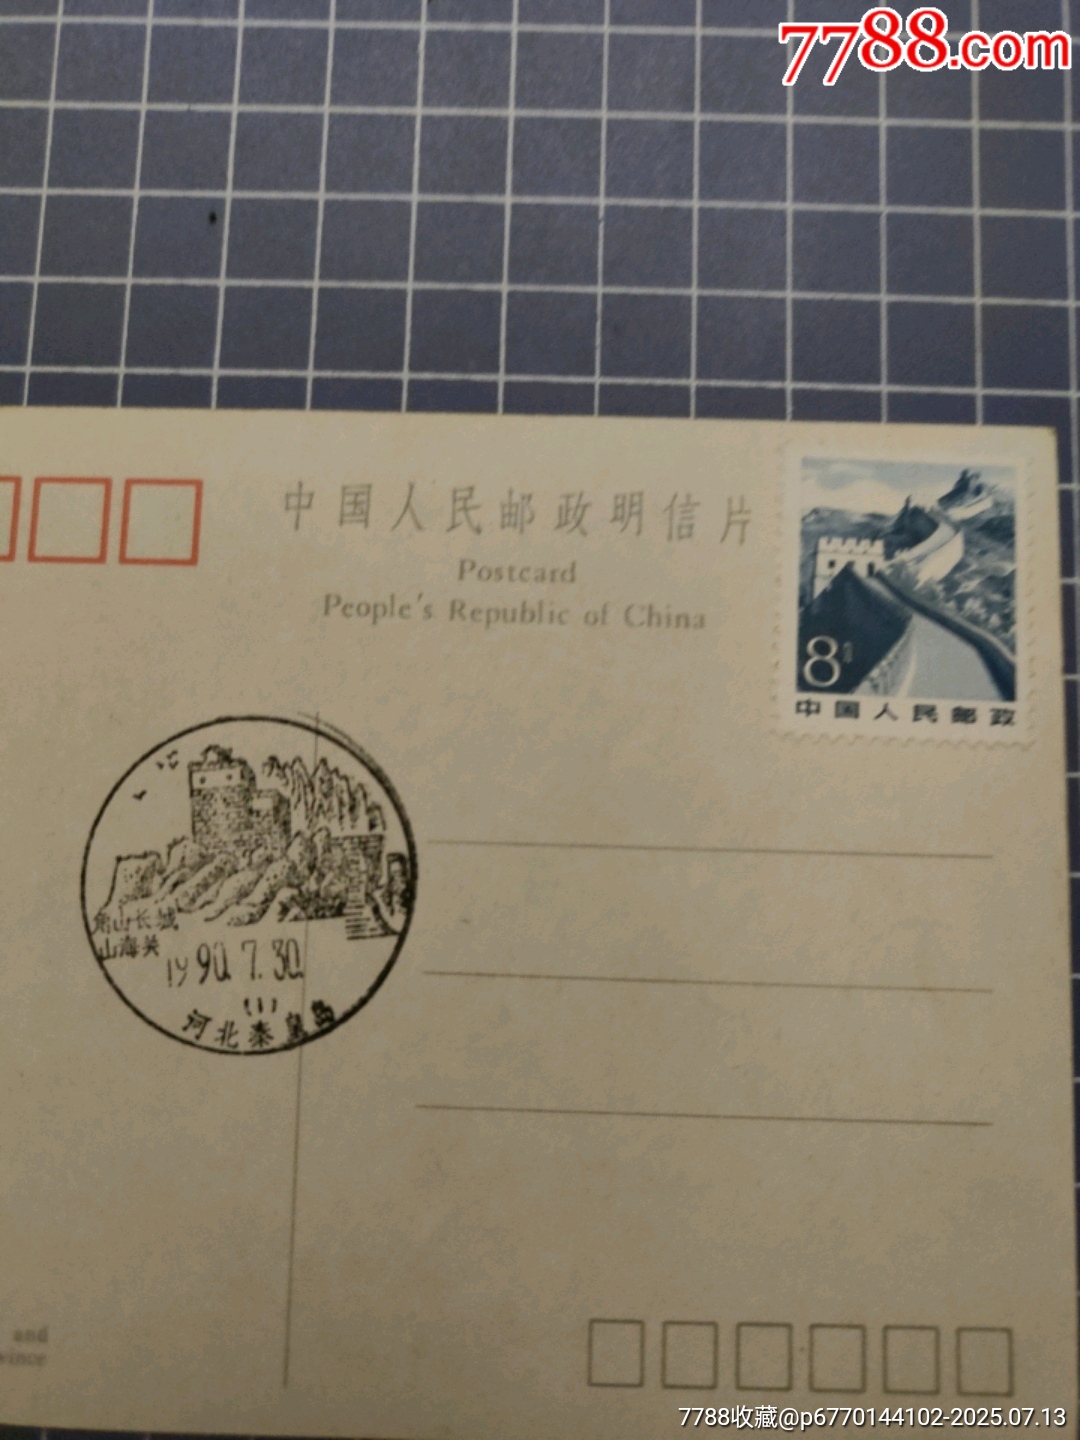 7788.com
中国人民邮政明信片
Postcard
People's Republic of China
8分
中国人民邮政
角山长城
山海关
1990.7.30.
(1)
河北秦皇岛
and
vince
7788收藏@p6770144102-2025.07.13